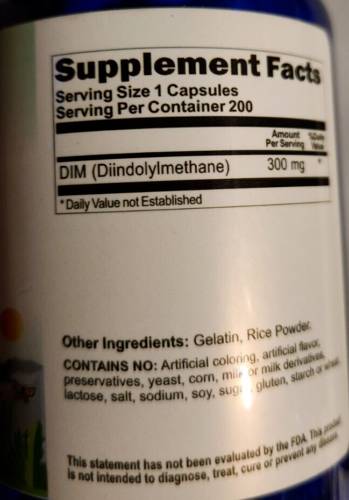 Supplement Facts
Serving Size 1 Capsules
Serving Per Container 200
Amount Per Serving %Daily Value
DIM (Diindolylmethane) 300 mg *
*Daily Value not Established
Other Ingredients: Gelatin, Rice Powder.
CONTAINS NO: Artificial coloring, artificial flavor,
preservatives, yeast, corn, milk or milk derivatives,
lactose, salt, sodium, soy, sugar, gluten, starch or wheat.
This statement has not been evaluated by the FDA. This product
is not intended to diagnose, treat, cure or prevent any disease.